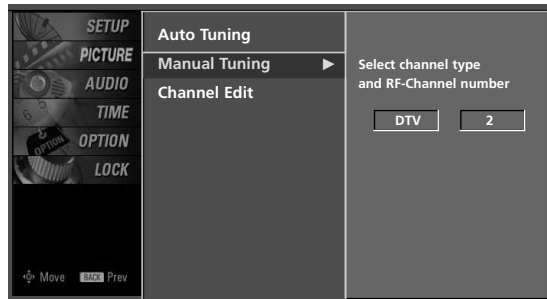 SETUP
PICTURE
AUDIO
TIME
OPTION
LOCK
Move BACK Prev
Auto Tuning
Manual Tuning ►
Channel Edit
Select channel type
and RF-Channel number
DTV 2